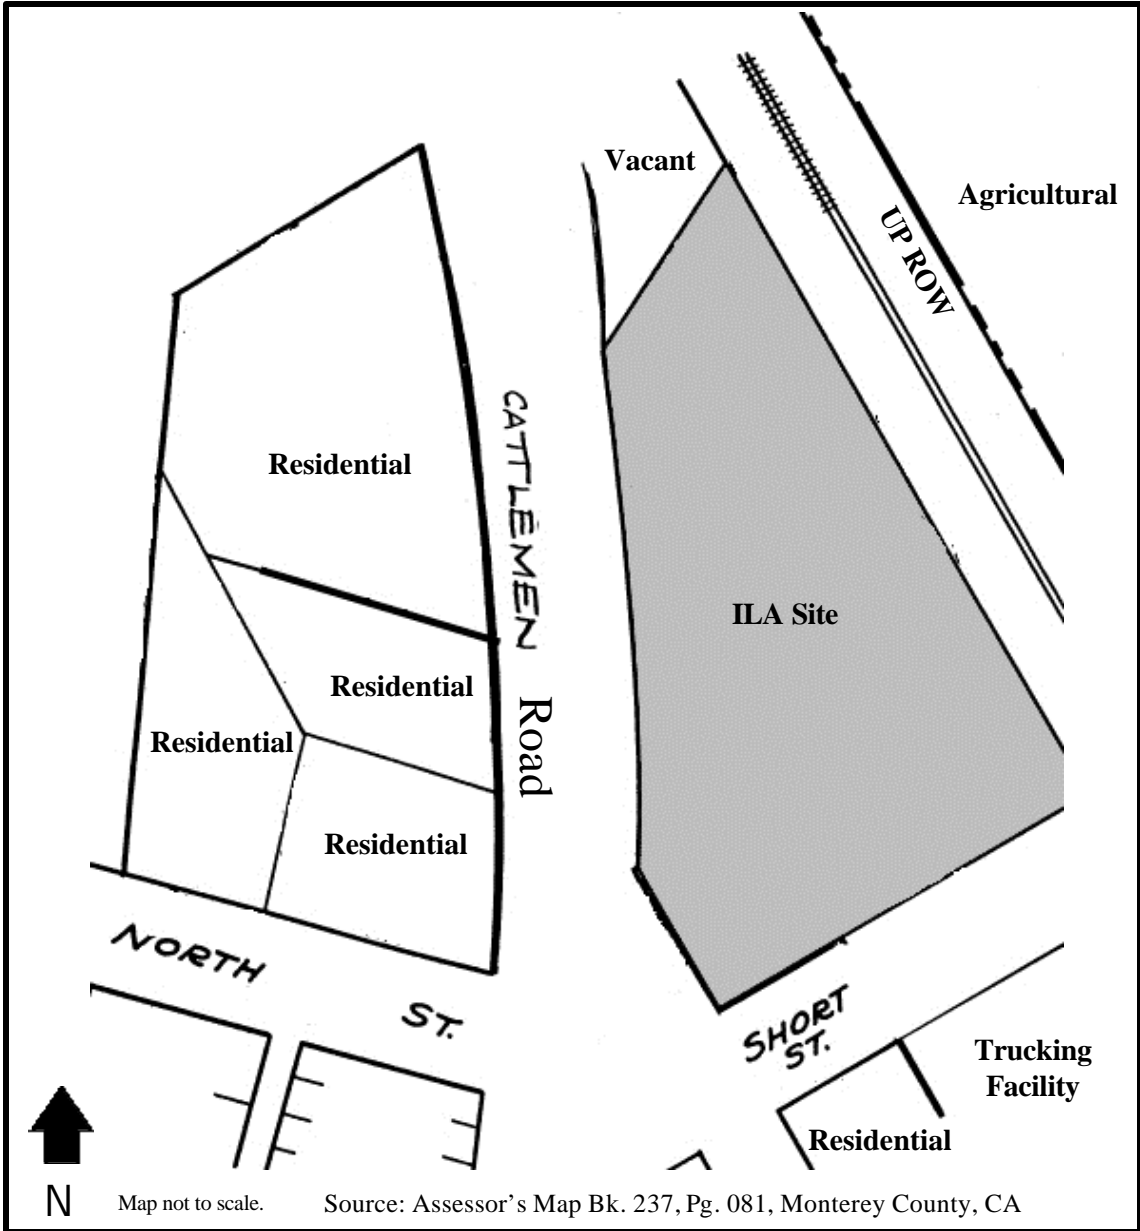 Vacant
Agricultural
UP ROW
CATTLEMEN
Road
Residential
ILA Site
Residential
Residential
Residential
NORTH
ST.
SHORT
ST.
Trucking
Facility
Residential
N
Map not to scale.
Source: Assessor's Map Bk. 237, Pg. 081, Monterey County, CA